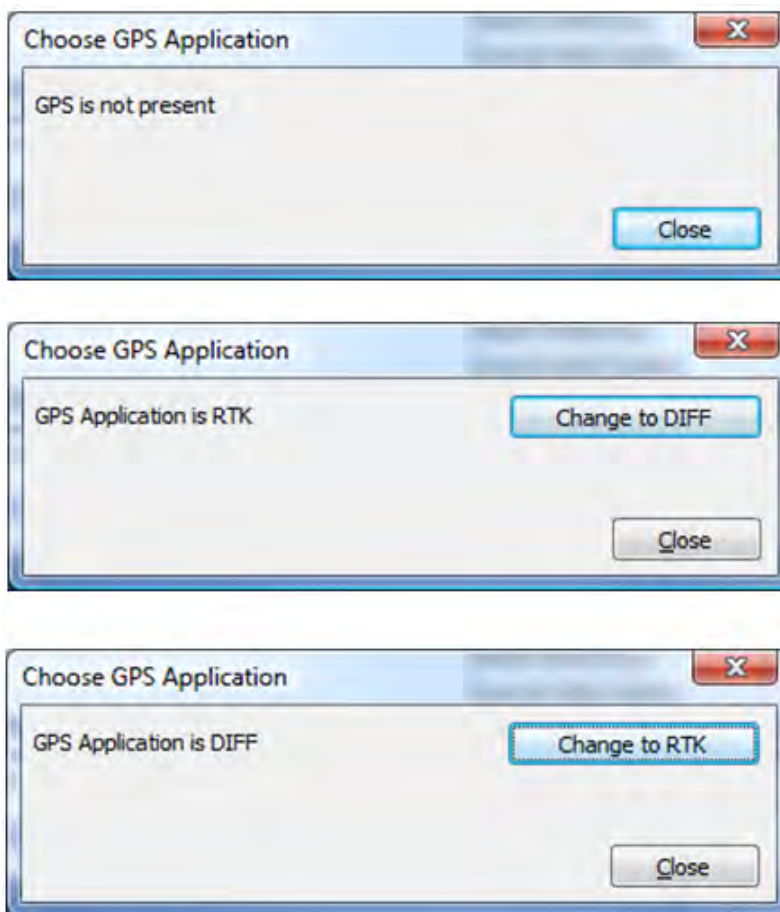 Choose GPS Application
GPS is not present
Close
Choose GPS Application
GPS Application is RTK
Change to DIFF
Close
Choose GPS Application
GPS Application is DIFF
Change to RTK
Close